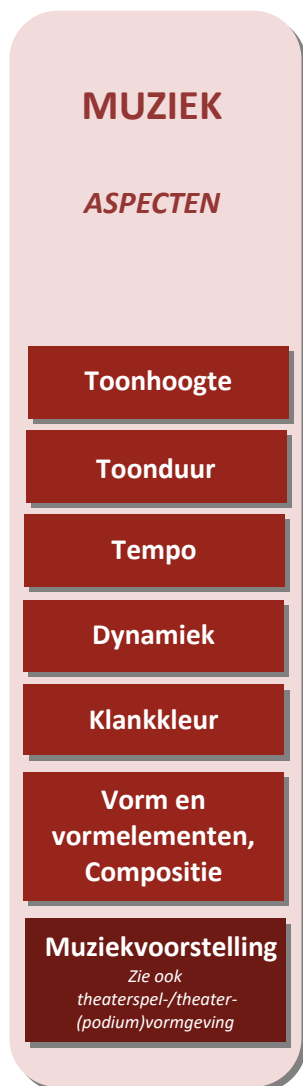 MUZIEK
ASPECTEN
Toonhoogte
Toonduur
Tempo
Dynamiek
Klankkleur
Vorm en
vormelementen,
Compositie
Muziekvoorstelling
Zie ook
theaterspel-/theater-
(podium)vormgeving